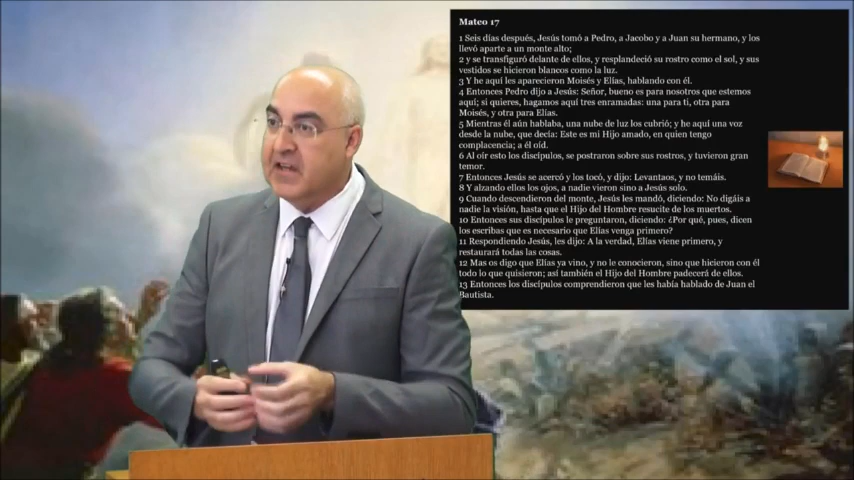 Mateo 17
1 Seis días después, Jesús tomó a Pedro, a Jacobo y a Juan su hermano, y los
llevó aparte a un monte alto;
2 y se transfiguró delante de ellos, y resplandeció su rostro como el sol, y sus
vestidos se hicieron blancos como la luz.
3 Y he aquí les aparecieron Moisés y Elías, hablando con él.
4 Entonces Pedro dijo a Jesús: Señor, bueno es para nosotros que estemos
aquí; si quieres, hagamos aquí tres enramadas: una para ti, otra para
Moisés, y otra para Elías.
5 Mientras él aún hablaba, una nube de luz los cubrió; y he aquí una voz
desde la nube, que decía: Este es mi Hijo amado, en quien tengo
complacencia; a él oíd.
6 Al oír esto los discípulos, se postraron sobre sus rostros, y tuvieron gran
temor.
7 Entonces Jesús se acercó y los tocó, y dijo: Levantaos, y no temáis.
8 Y alzando ellos los ojos, a nadie vieron sino a Jesús solo.
9 Cuando descendieron del monte, Jesús les mandó, diciendo: No digáis a
nadie la visión, hasta que el Hijo del Hombre resucite de los muertos.
10 Entonces sus discípulos le preguntaron, diciendo: ¿Por qué, pues, dicen
los escribas que es necesario que Elías venga primero?
11 Respondiendo Jesús, les dijo: A la verdad, Elías viene primero, y
restaurará todas las cosas.
12 Mas os digo que Elías ya vino, y no le conocieron, sino que hicieron con él
todo lo que quisieron; así también el Hijo del Hombre padecerá de ellos.
13 Entonces los discípulos comprendieron que les había hablado de Juan el
Bautista.